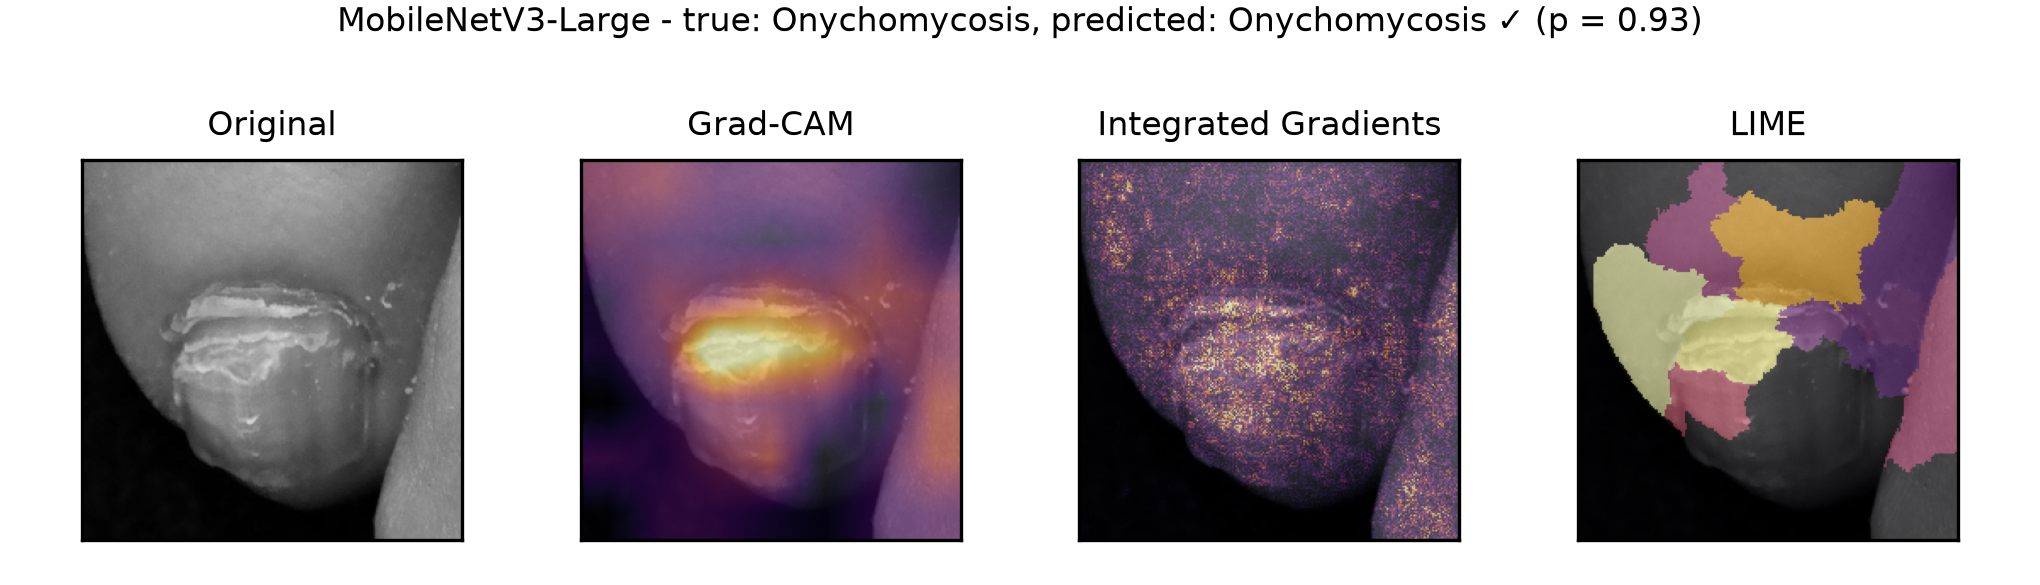 MobileNetV3-Large - true: Onychomycosis, predicted: Onychomycosis ✓ (p = 0.93)
Original
Grad-CAM
Integrated Gradients
LIME